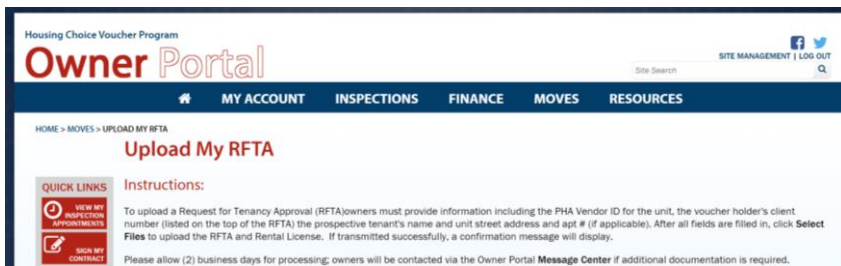 Housing Choice Voucher Program
Owner Portal
SITE MANAGEMENT | LOG OUT
Site Search
MY ACCOUNT INSPECTIONS FINANCE MOVES RESOURCES
HOME > MOVES > UPLOAD MY RFTA
Upload My RFTA
QUICK LINKS
VIEW MY
INSPECTION
APPOINTMENTS
SIGN MY
CONTRACT
Instructions:
To upload a Request for Tenancy Approval (RFTA)owners must provide information including the PHA Vendor ID for the unit, the voucher holder's client
number (listed on the top of the RFTA) the prospective tenant's name and unit street address and apt # (if applicable). After all fields are filled in, click Select
Files to upload the RFTA and Rental License. If transmitted successfully, a confirmation message will display.
Please allow (2) business days for processing; owners will be contacted via the Owner Portal Message Center if additional documentation is required.